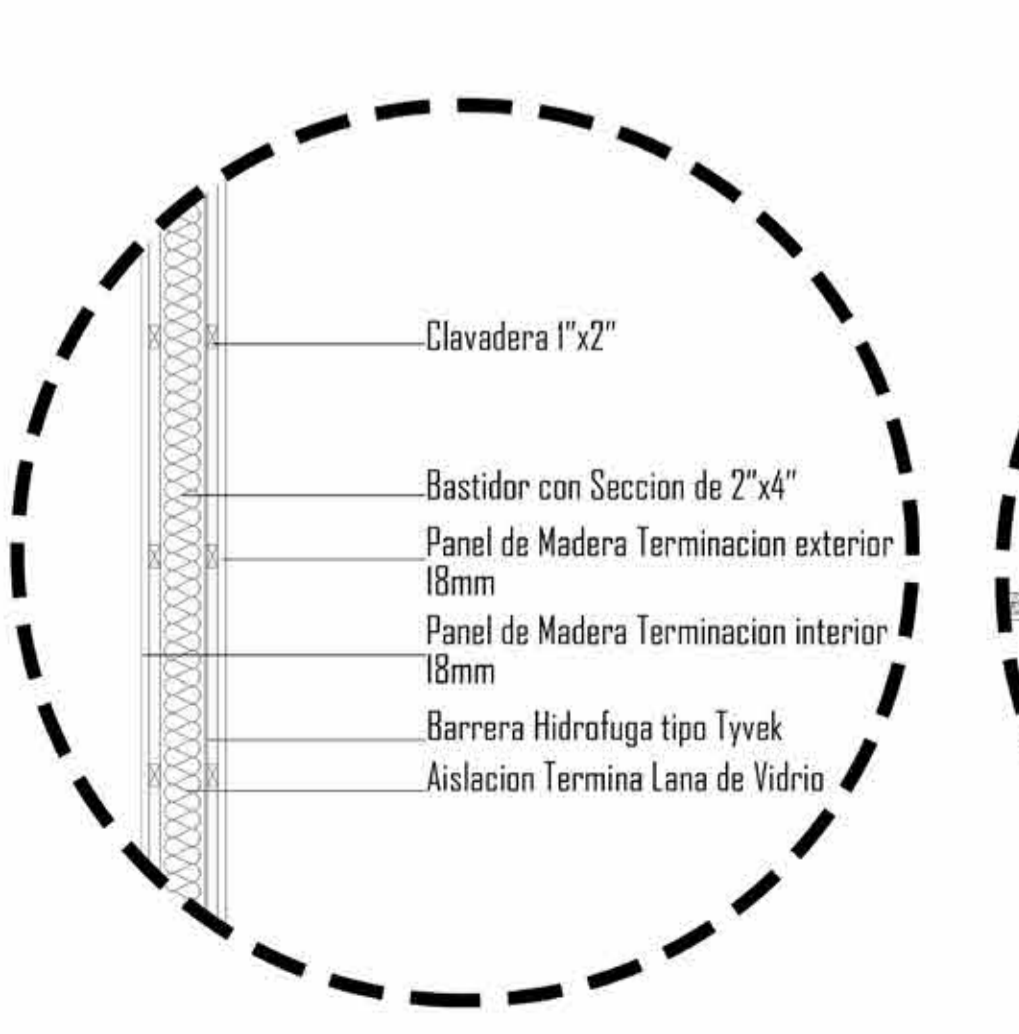 Clavadera 1"x2"
Bastidor con Seccion de 2"x4"
Panel de Madera Terminacion exterior
18mm
Panel de Madera Terminacion interior
18mm
Barrera Hidrofuga tipo Tyvek
Aislacion Termina Lana de Vidrio